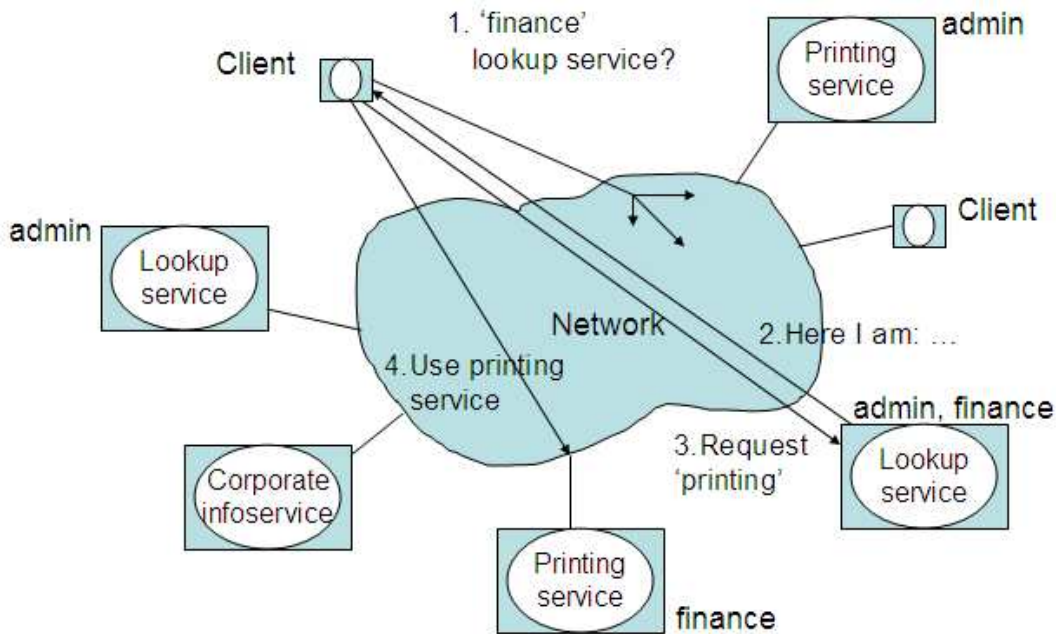 1. ‘finance’
lookup service?
admin
Printing
service
Client
Client
admin
Lookup
service
Network
2.Here I am: …
4.Use printing
service
admin, finance
3.Request
‘printing’
Lookup
service
Corporate
infoservice
Printing
service
finance